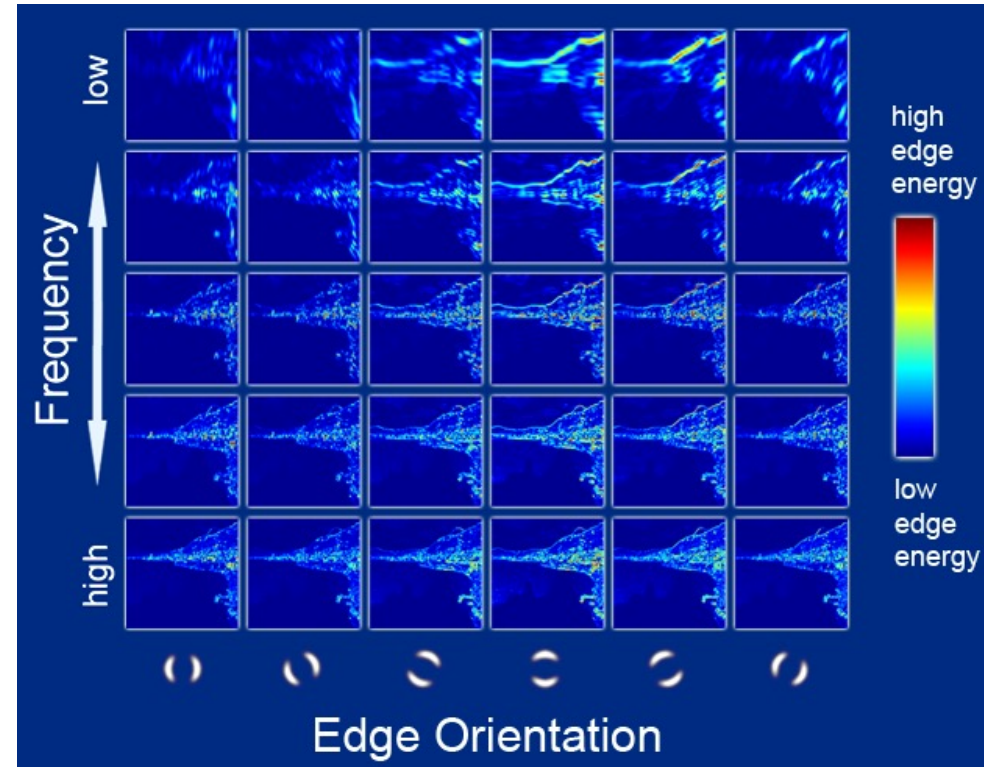 low
Frequency
high
high
edge
energy
low
edge
energy
Edge Orientation